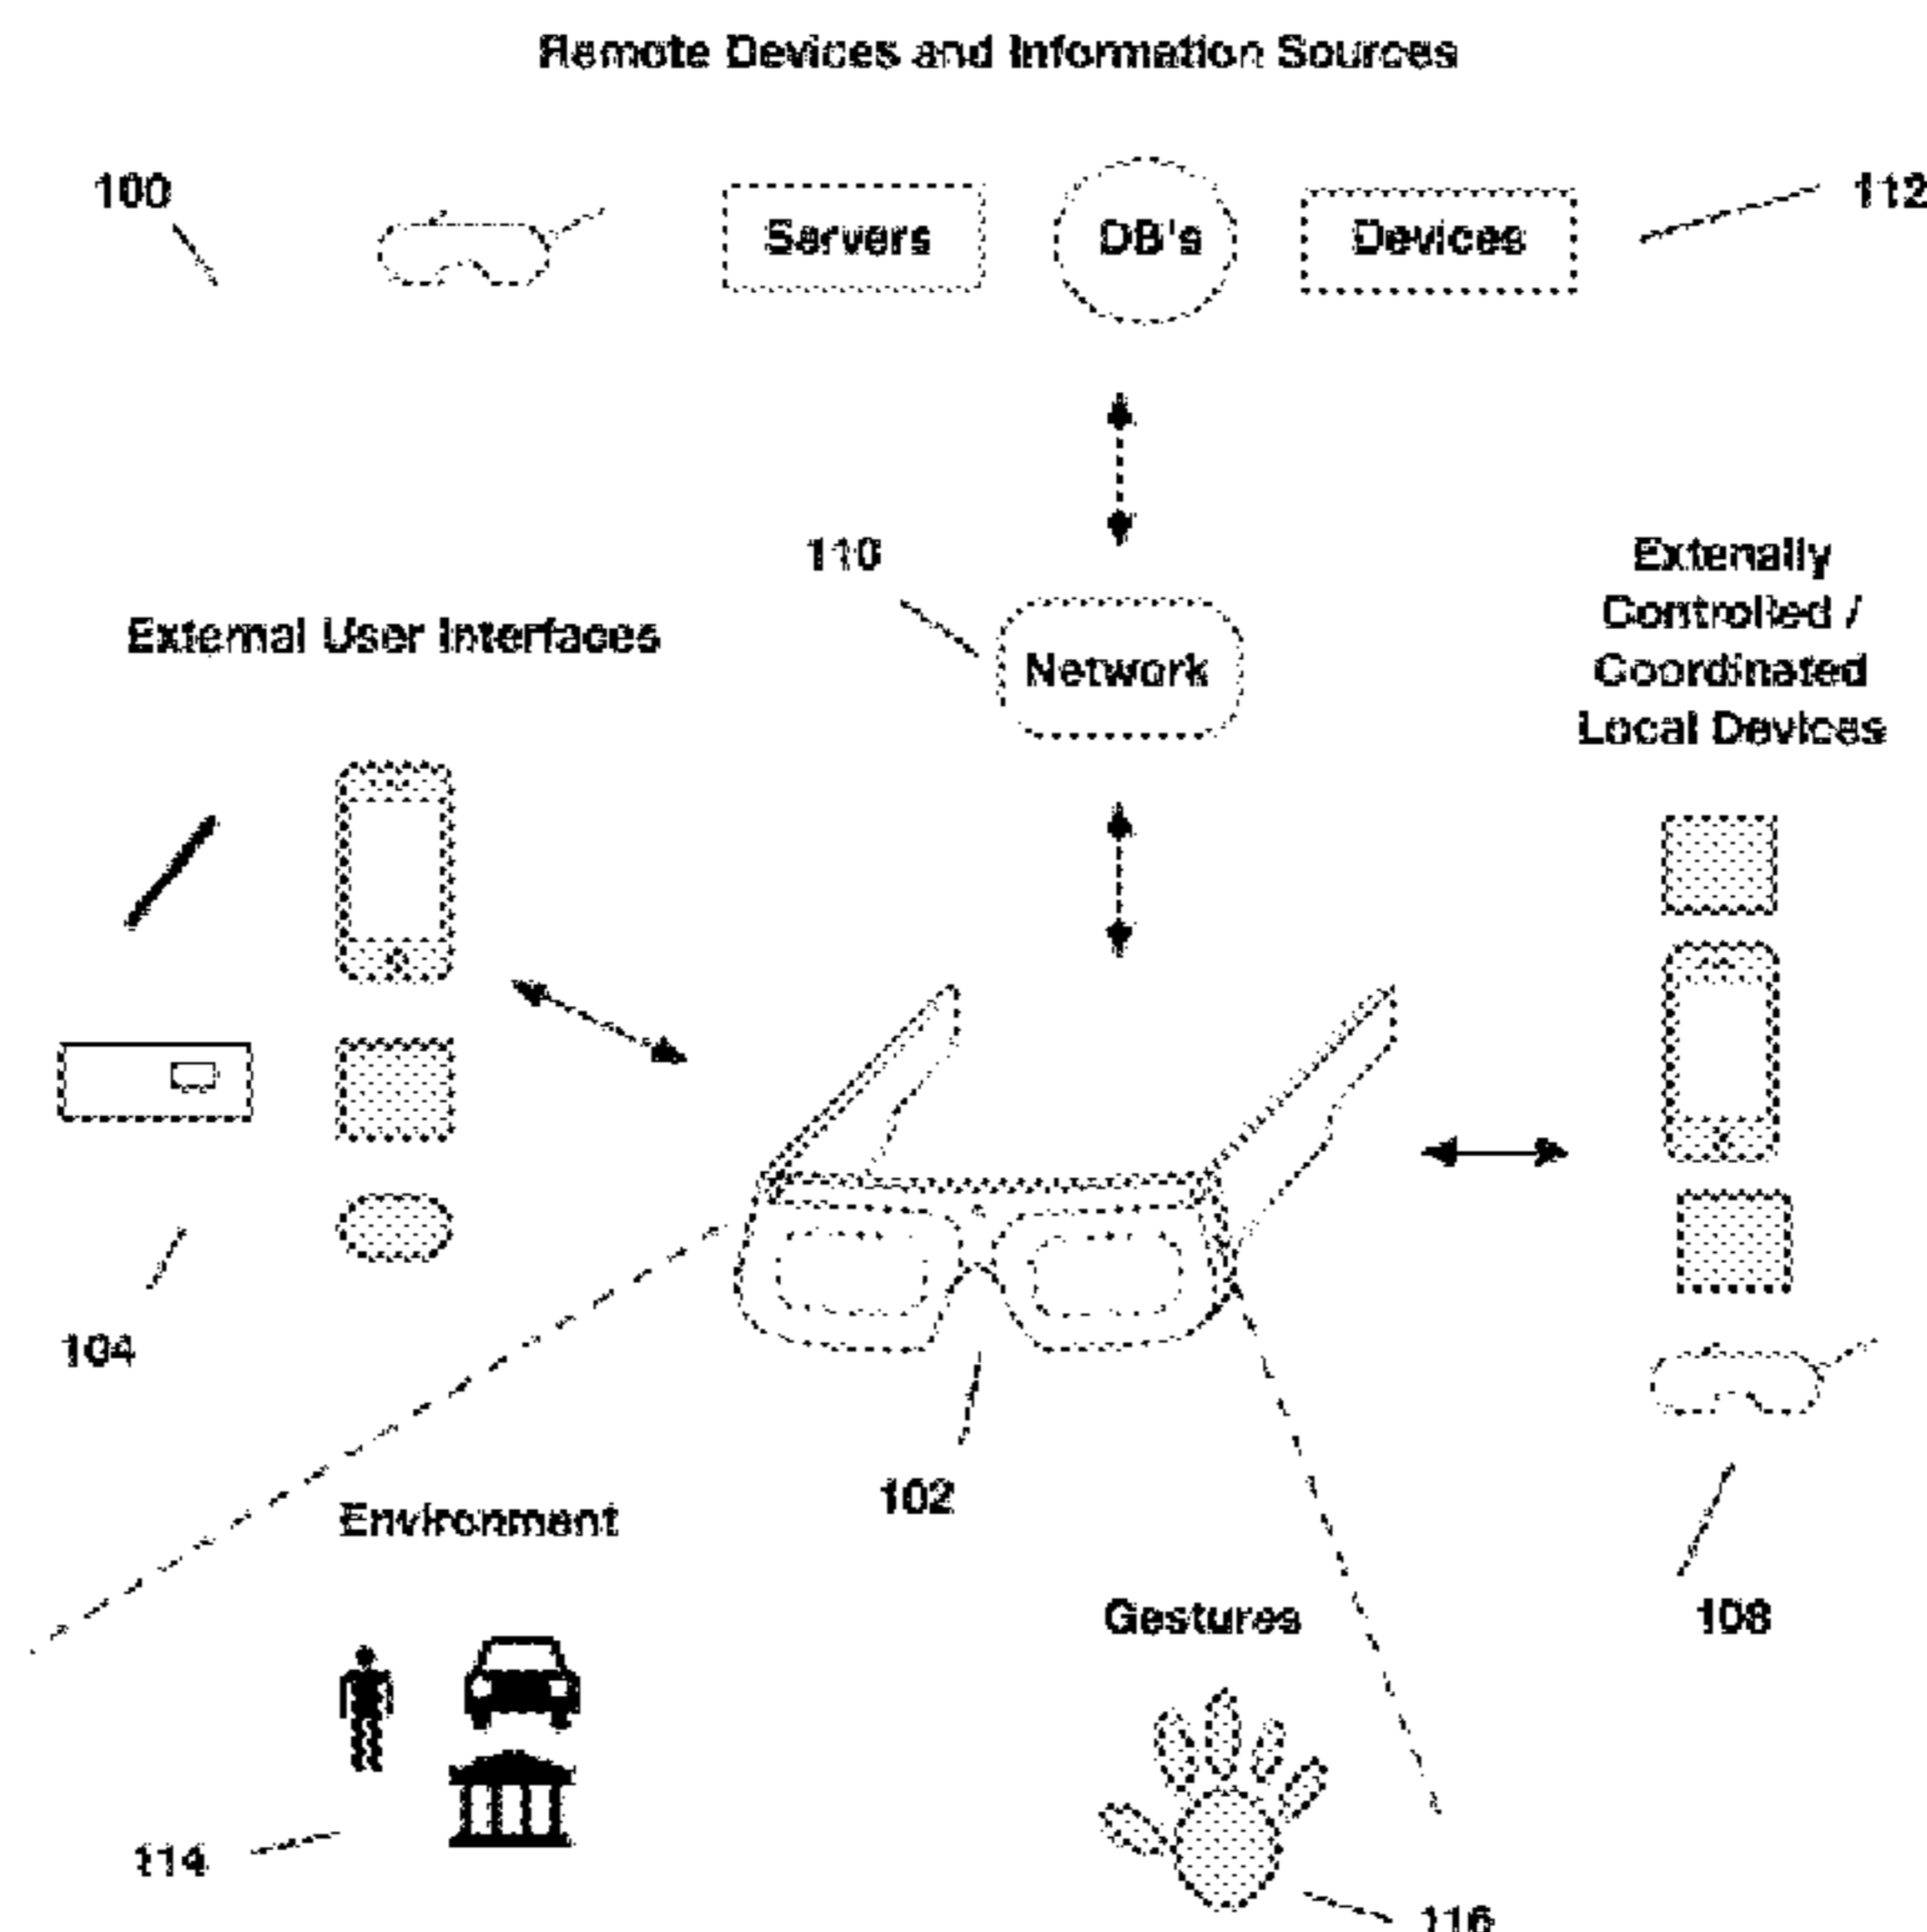 Remote Devices and Information Sources
100
Servers
DB's
Devices
112
110
Network
External User Interfaces
Extenally
Controlled /
Coordinated
Local Devices
104
102
108
Environment
Gestures
114
116